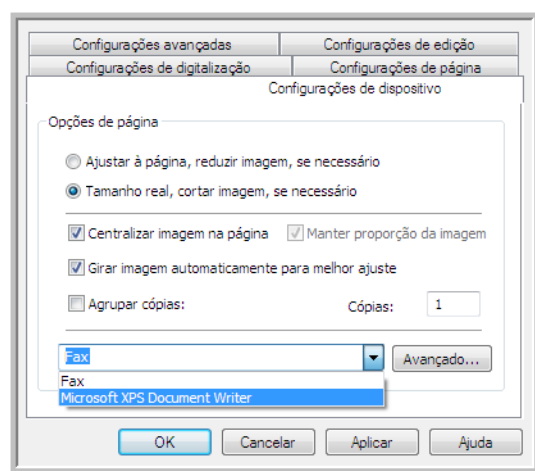 Configurações avançadas
Configurações de edição
Configurações de digitalização
Configurações de página
Configurações de dispositivo
Opções de página
Ajustar à página, reduzir imagem, se necessário
Tamanho real, cortar imagem, se necessário
Centralizar imagem na página
Manter proporção da imagem
Girar imagem automaticamente para melhor ajuste
Agrupar cópias:
Cópias:
1
Fax
Avançado...
Fax
Microsoft XPS Document Writer
OK
Cancelar
Aplicar
Ajuda